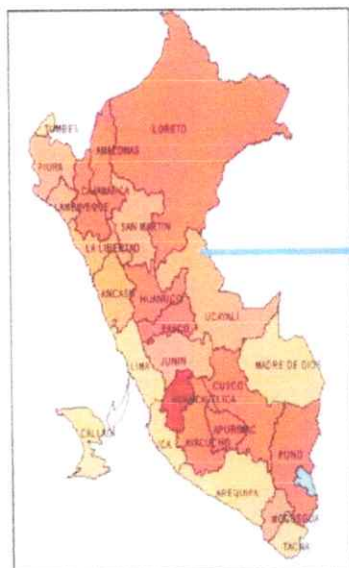 TUMBES
LORETO
PIURA
AMAZONAS
CAJAMARCA
LAMBAYEQUE
SAN MARTIN
LA LIBERTAD
ANCASH
HUANUCO
UCAYALI
PASCO
LIMA
JUNIN
MADRE DE DIOS
CUSCO
HUANCAVELICA
CALLAO
APURIMAC
ICA
AYACUCHO
PUNO
AREQUIPA
MOQUEGUA
TACNA